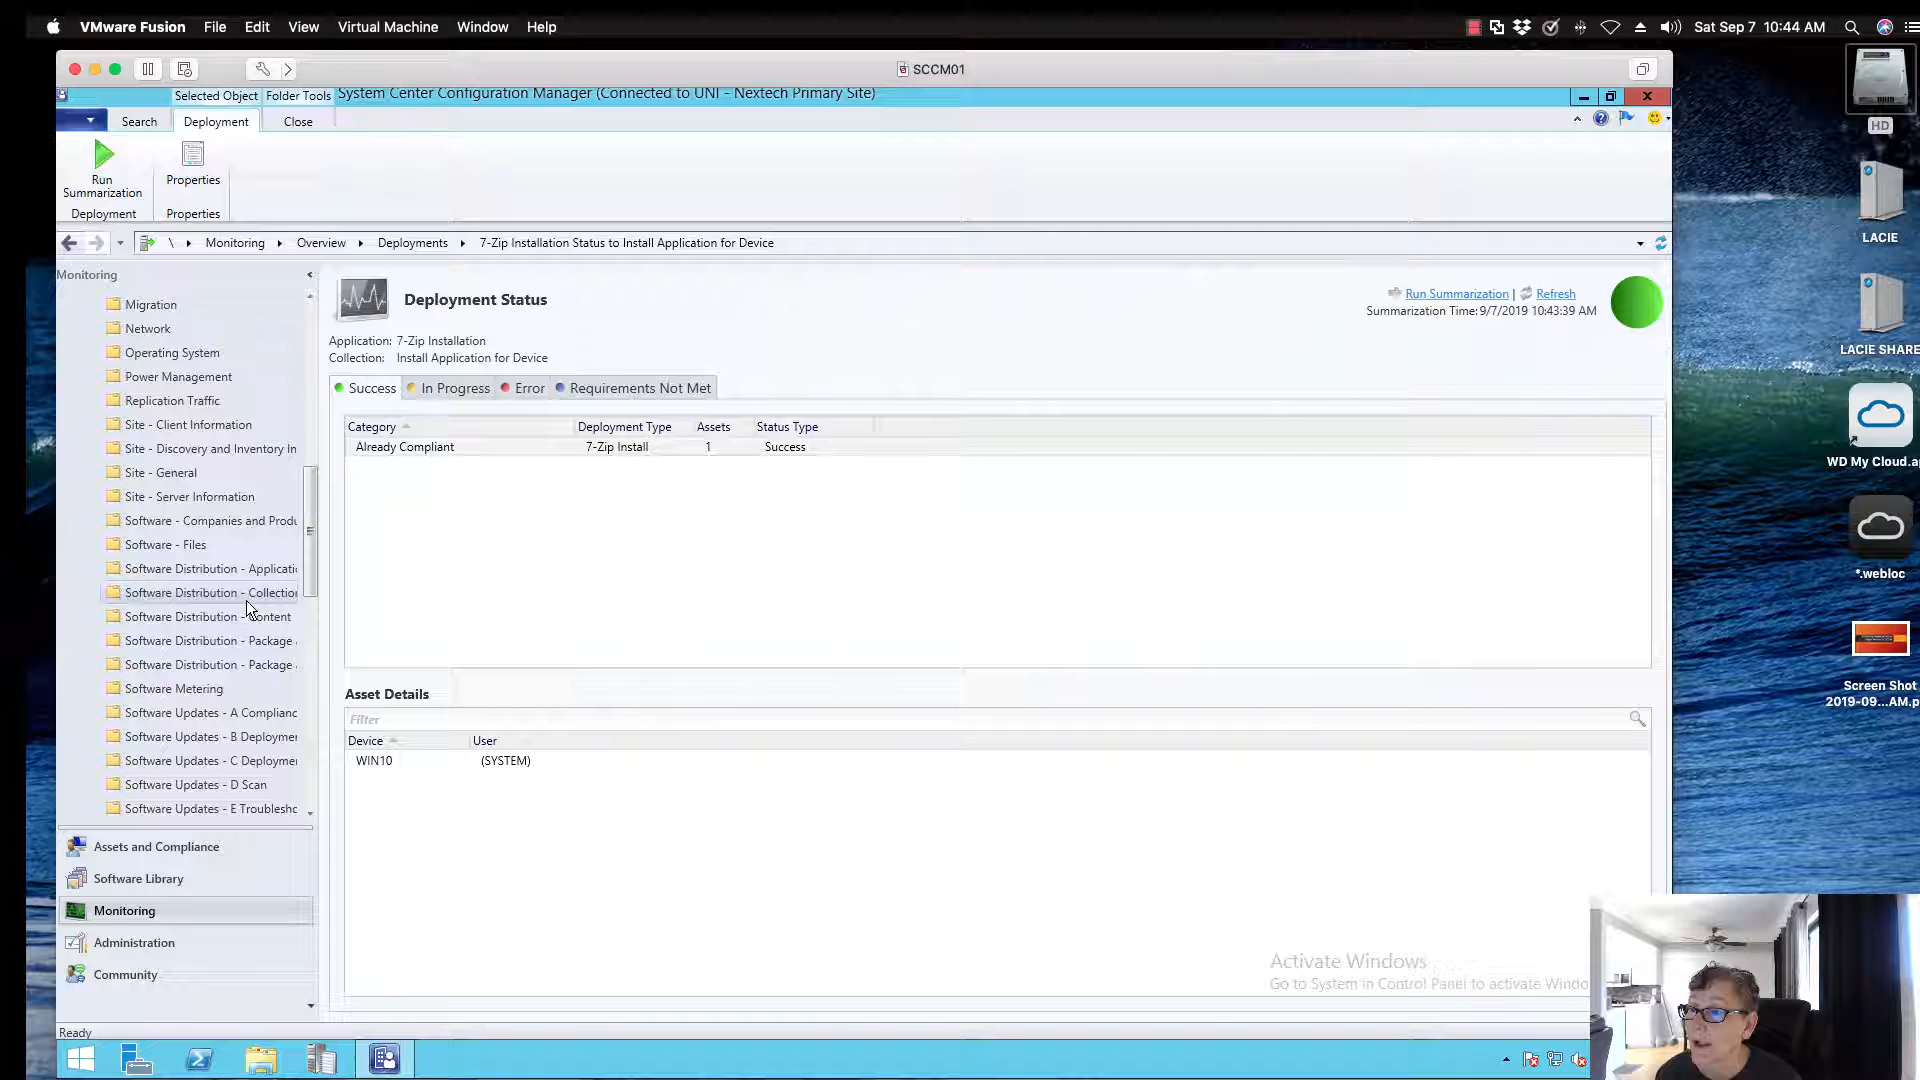 VMware Fusion File Edit View Virtual Machine Window Help Sat Sep 7 10:44 AM
SCCM01
Selected Object Folder Tools System Center Configuration Manager (Connected to UNI - Nextech Primary Site)
Search Deployment Close
Run Summarization
Properties
Deployment
Properties
\ Monitoring Overview Deployments 7-Zip Installation Status to Install Application for Device
Monitoring
Migration
Network
Operating System
Power Management
Replication Traffic
Site - Client Information
Site - Discovery and Inventory In
Site - General
Site - Server Information
Software - Companies and Produ
Software - Files
Software Distribution - Applicatio
Software Distribution - Collection
Software Distribution - Content
Software Distribution - Package
Software Distribution - Package
Software Metering
Software Updates - A Complianc
Software Updates - B Deploymen
Software Updates - C Deploymen
Software Updates - D Scan
Software Updates - E Troublesho
Assets and Compliance
Software Library
Monitoring
Administration
Community
Ready
Deployment Status
Run Summarization | Refresh
Summarization Time: 9/7/2019 10:43:39 AM
Application: 7-Zip Installation
Collection: Install Application for Device
Success In Progress Error Requirements Not Met
Category Deployment Type Assets Status Type
Already Compliant 7-Zip Install 1 Success
Asset Details
Filter
Device User
WIN10 (SYSTEM)
Activate Windows
Go to System in Control Panel to activate Windo
HD
LACIE
LACIE SHARE
WD My Cloud.ap
*.webloc
Screen Shot
2019-09...AM.p